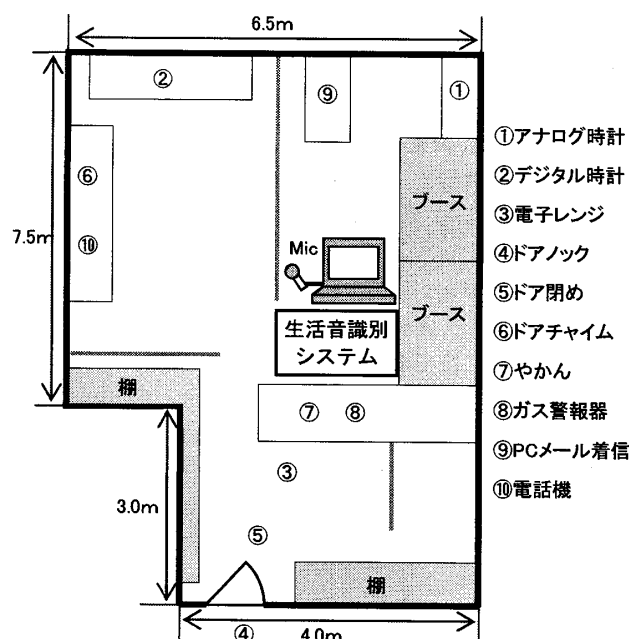 6.5m
②
⑨
①
⑥
⑩
7.5m
ブース
Mic
ブース
生活音識別
システム
棚
⑦
⑧
③
3.0m
⑤
棚
④
4.0m
①アナログ時計
②デジタル時計
③電子レンジ
④ドアノック
⑤ドア閉め
⑥ドアチャイム
⑦やかん
⑧ガス警報器
⑨PCメール着信
⑩電話機